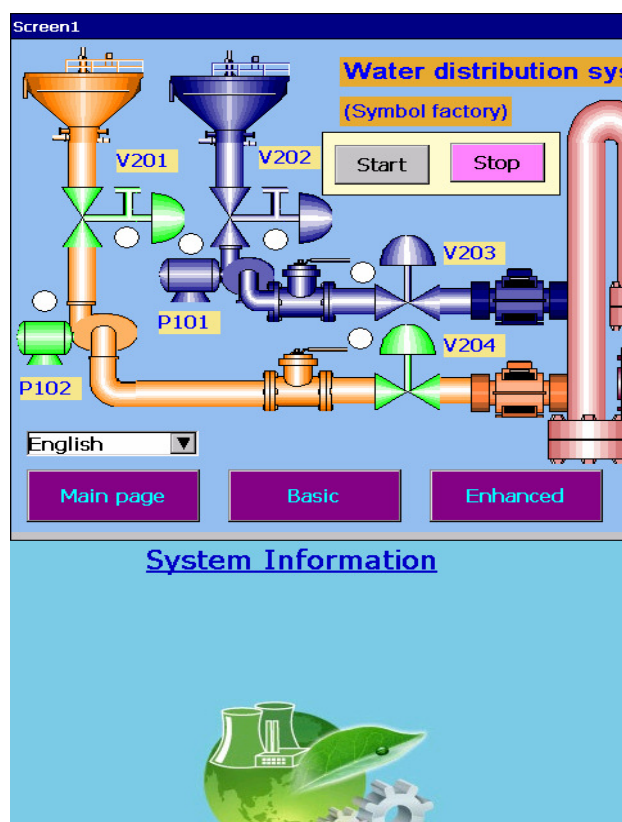 Screen1
Water distribution sys
(Symbol factory)
V201
V202
Start
Stop
V203
P101
V204
P102
English
Main page
Basic
Enhanced
System Information